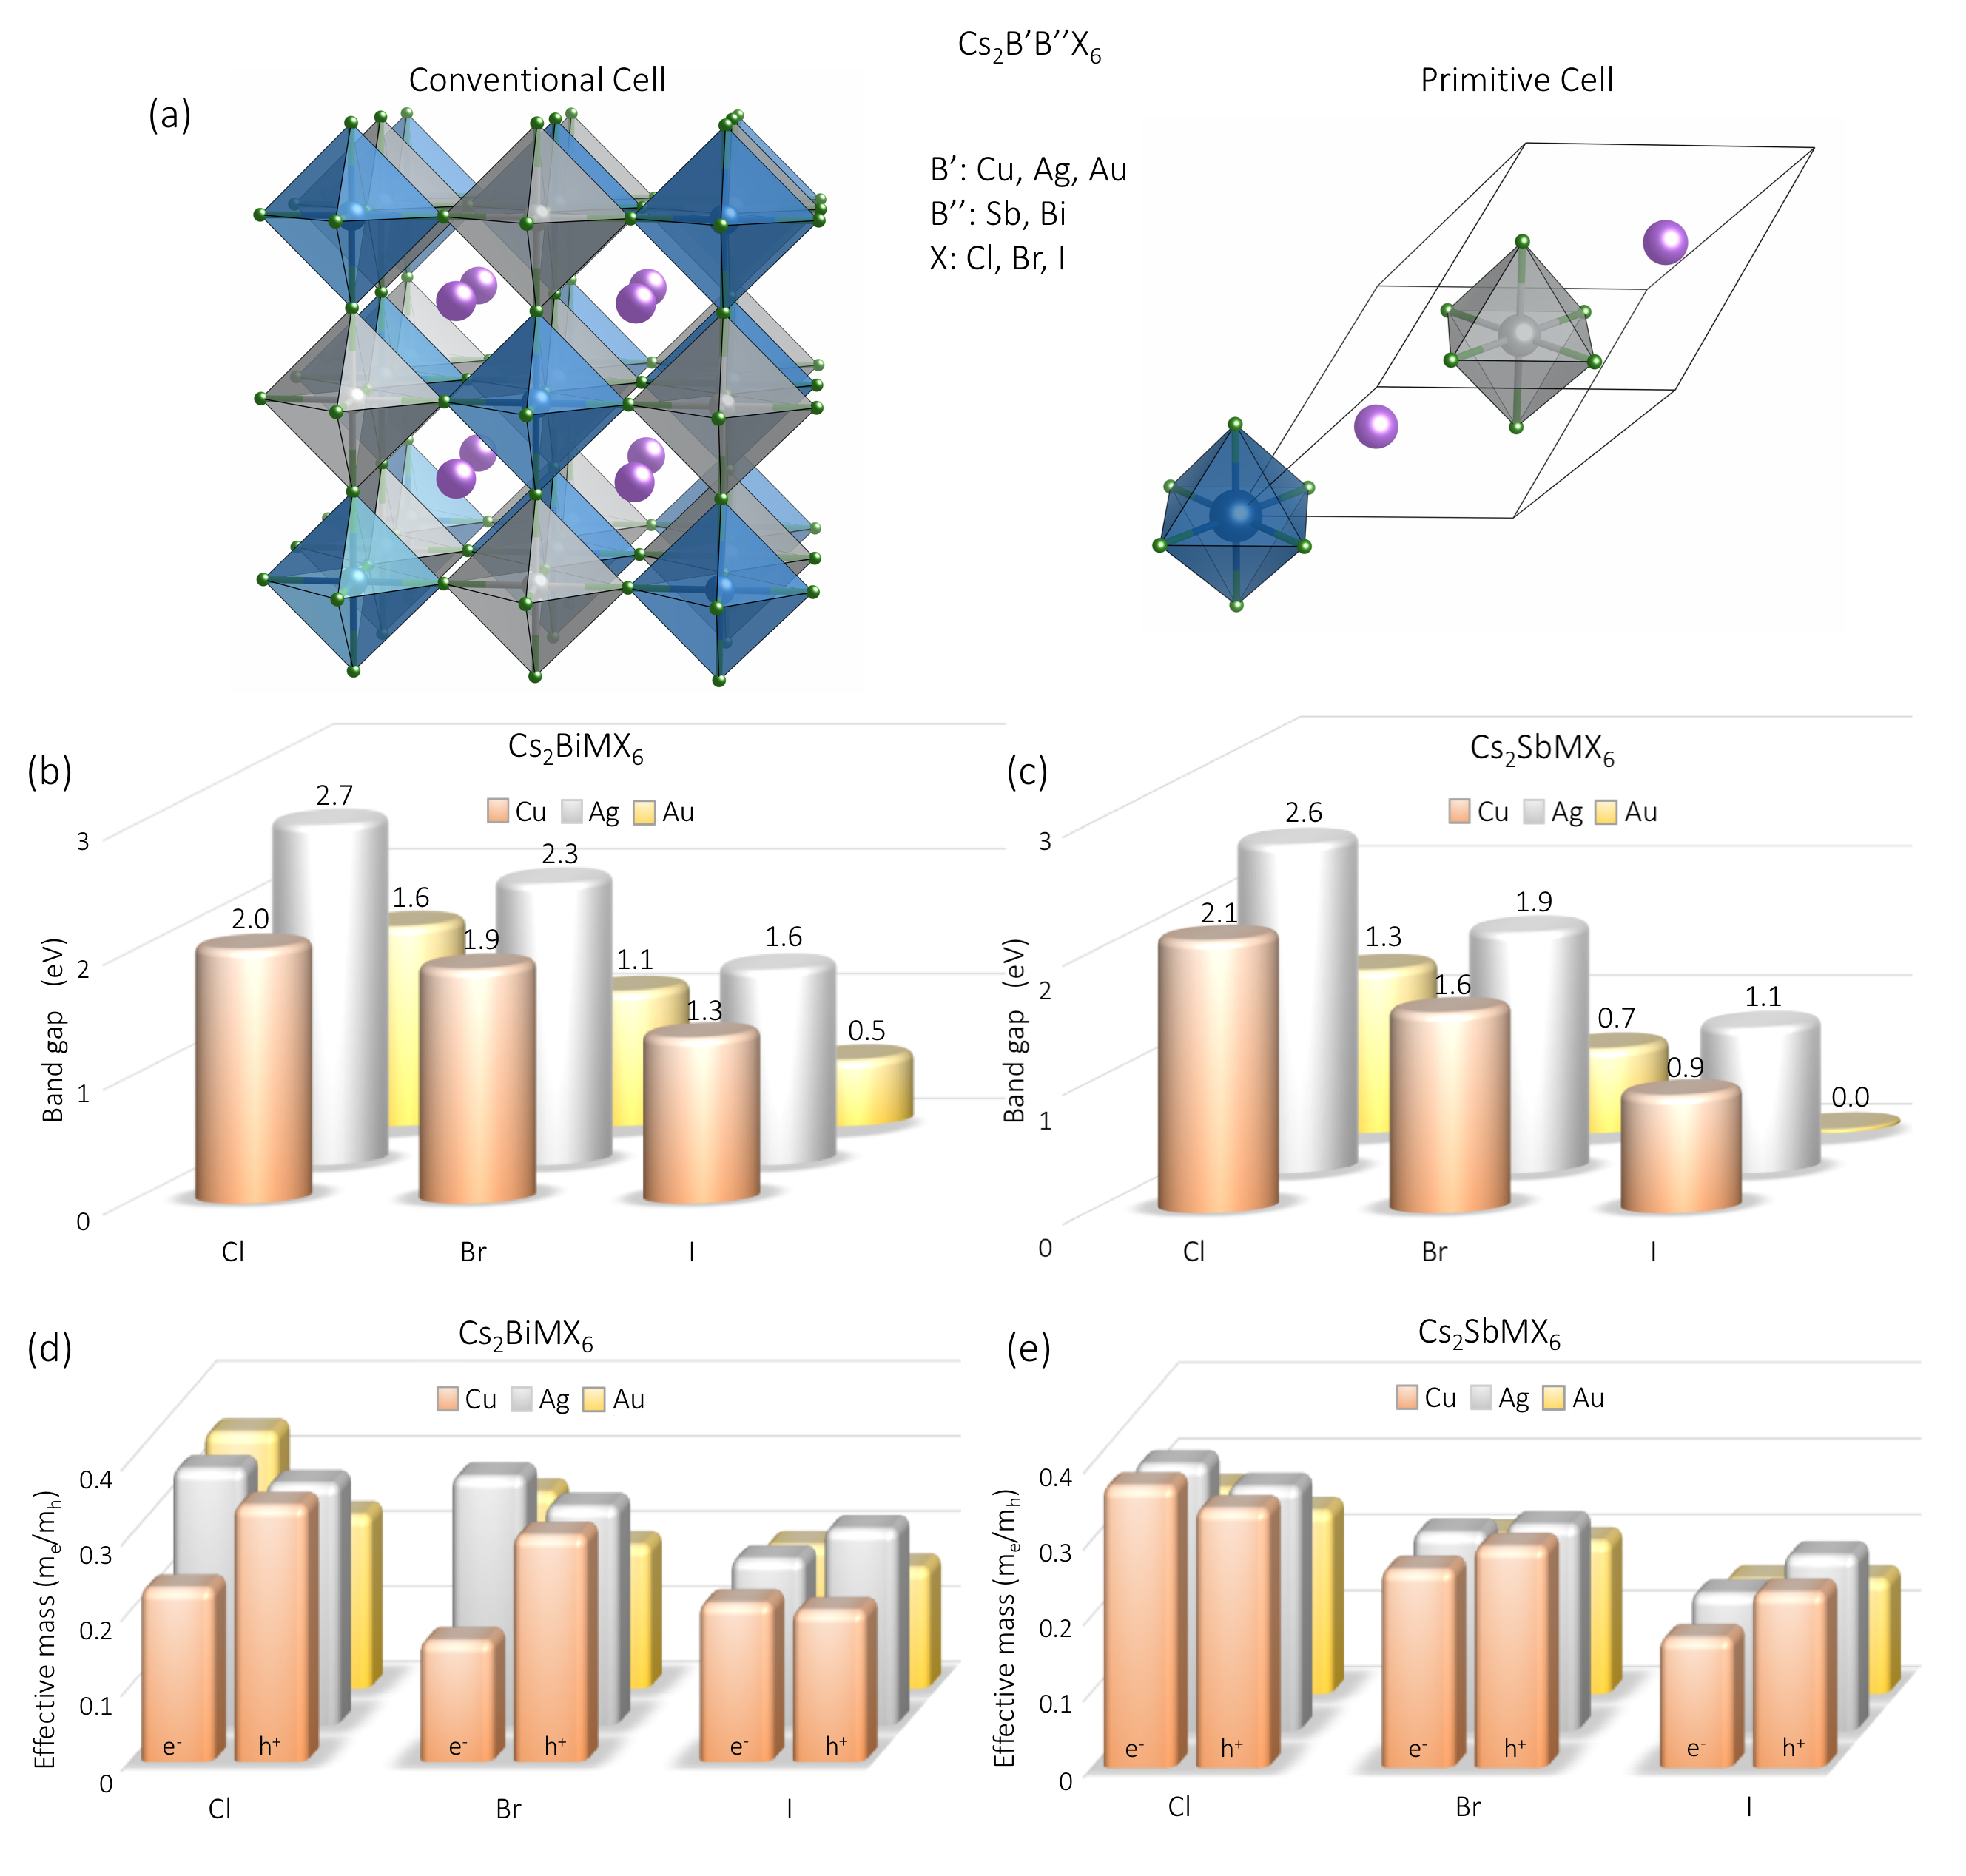 Cs₂B’B’’X₆
Conventional Cell
Primitive Cell
(a)
B’: Cu, Ag, Au
B’’: Sb, Bi
X: Cl, Br, I
(b)
Cs₂BiMX₆
Cu Ag Au
Band gap (eV)
3
2
1
0
2.7
2.3
1.6
2.0
1.9
1.6
1.1
1.3
0.5
Cl Br I
(c)
Cs₂SbMX₆
Cu Ag Au
Band gap (eV)
3
2
1
0
2.6
2.1
1.9
1.3
1.6
1.1
0.7
0.9
0.0
Cl Br I
(d)
Cs₂BiMX₆
Cu Ag Au
Effective mass (mₑ/mₕ)
0.4
0.3
0.2
0.1
0
e⁻ h⁺ e⁻ h⁺ e⁻ h⁺
Cl Br I
(e)
Cs₂SbMX₆
Cu Ag Au
Effective mass (mₑ/mₕ)
0.4
0.3
0.2
0.1
0
e⁻ h⁺ e⁻ h⁺ e⁻ h⁺
Cl Br I